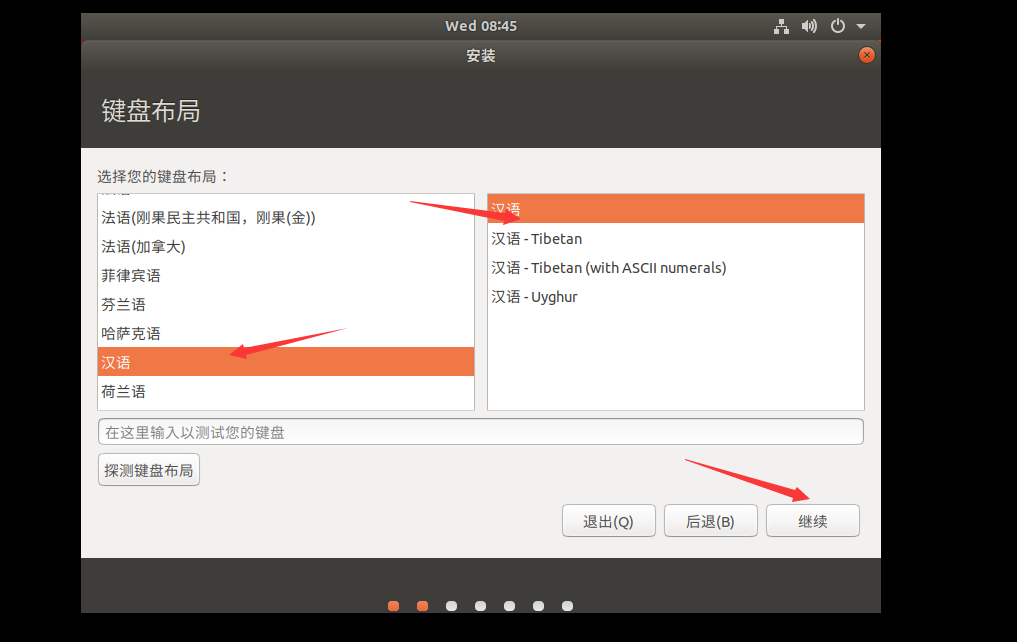 Wed 08:45
安装
键盘布局
选择您的键盘布局：
法语(刚果民主共和国，刚果(金))
法语(加拿大)
菲律宾语
芬兰语
哈萨克语
汉语
荷兰语
汉语
汉语 - Tibetan
汉语 - Tibetan (with ASCII numerals)
汉语 - Uyghur
在这里输入以测试您的键盘
探测键盘布局
退出(Q)
后退(B)
继续